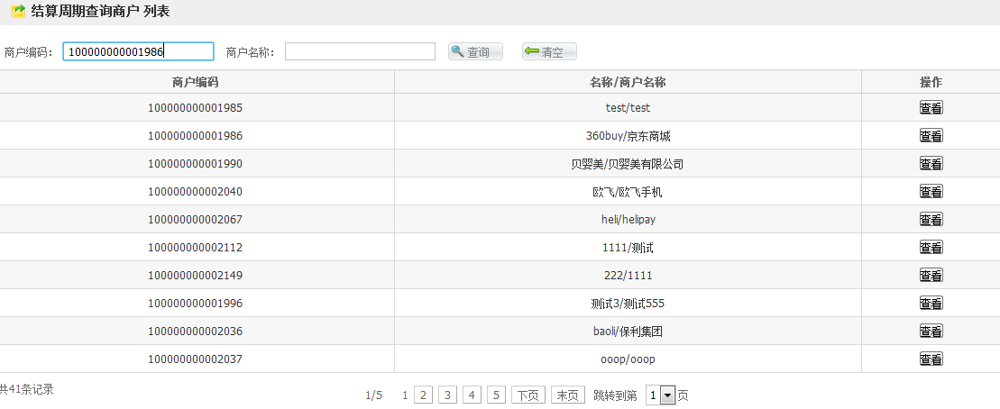 结算周期查询商户 列表
商户编码: 100000000001986 商户名称: 查询 清空
商户编码 名称/商户名称 操作
100000000001985 test/test 查看
100000000001986 360buy/京东商城 查看
100000000001990 贝婴美/贝婴美有限公司 查看
100000000002040 欧飞/欧飞手机 查看
100000000002067 heli/helipay 查看
100000000002112 1111/测试 查看
100000000002149 222/1111 查看
100000000001996 测试3/测试555 查看
100000000002036 baoli/保利集团 查看
100000000002037 ooop/ooop 查看
共41条记录 1/5 1 2 3 4 5 下页 末页 跳转到第 1 页